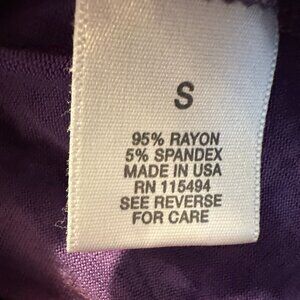 S
95% RAYON
5% SPANDEX
MADE IN USA
RN 115494
SEE REVERSE
FOR CARE